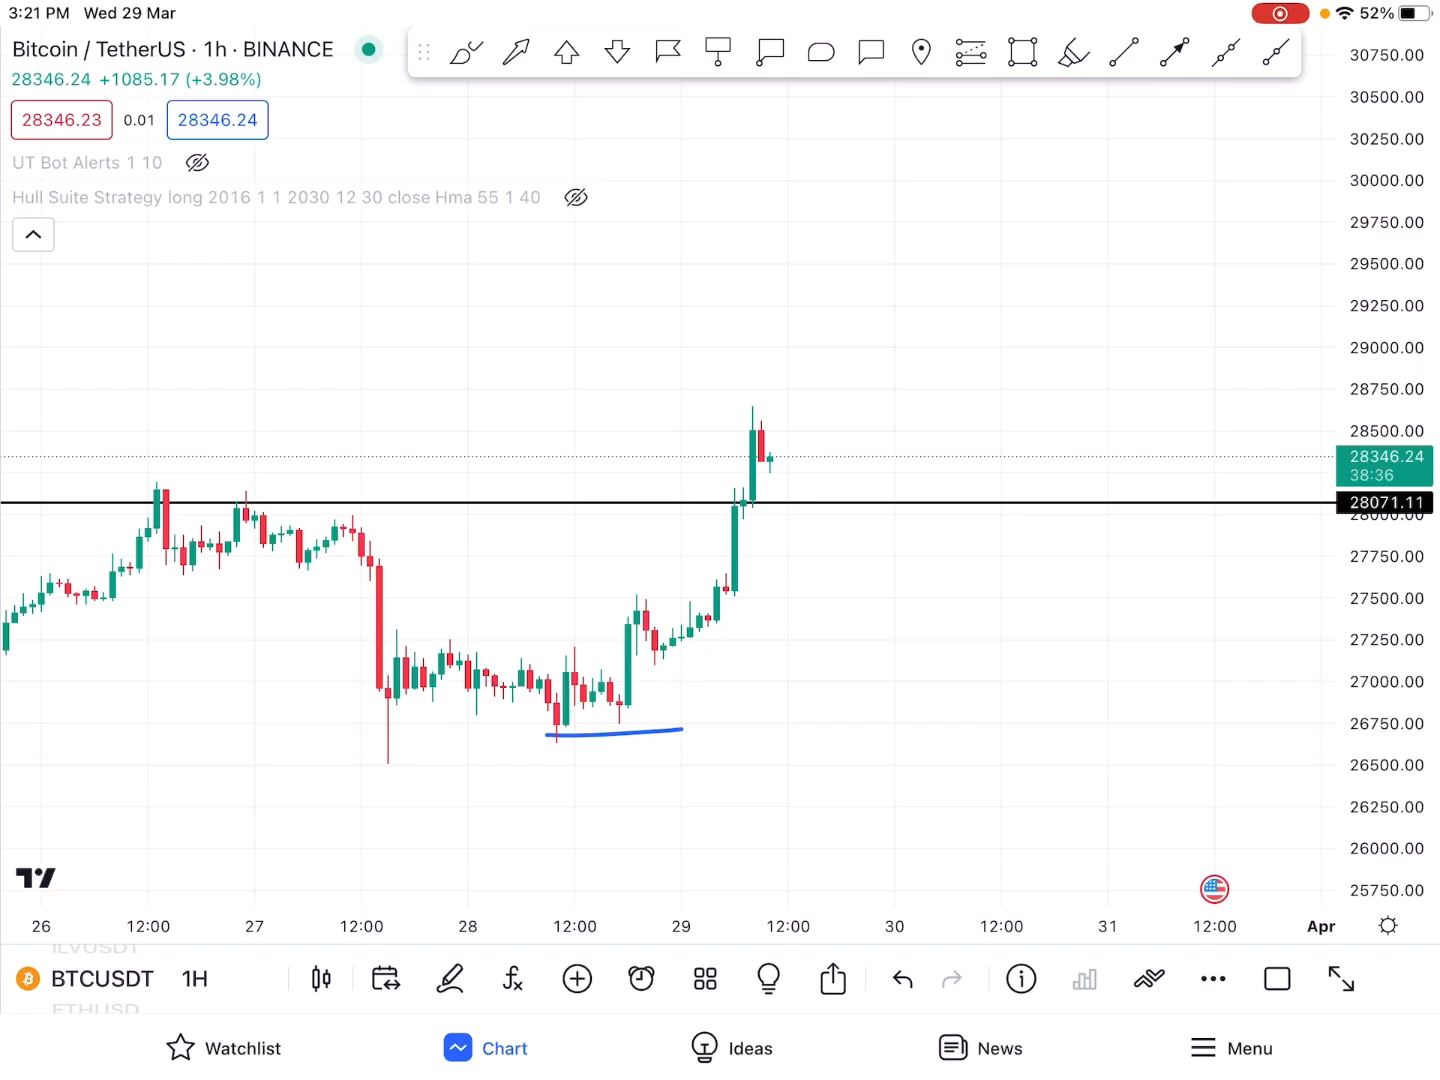 3:21 PM Wed 29 Mar
52%
Bitcoin / TetherUS · 1h · BINANCE
28346.24 +1085.17 (+3.98%)
28346.23 0.01 28346.24
UT Bot Alerts 1 10
Hull Suite Strategy long 2016 1 1 2030 12 30 close Hma 55 1 40
30750.00
30500.00
30250.00
30000.00
29750.00
29500.00
29250.00
29000.00
28750.00
28500.00
28346.24
38:36
28071.11
28000.00
27750.00
27500.00
27250.00
27000.00
26750.00
26500.00
26250.00
26000.00
25750.00
26 12:00 27 12:00 28 12:00 29 12:00 30 12:00 31 12:00 Apr
ILVUSDT
BTCUSDT 1H
ETHUSD
Watchlist Chart Ideas News Menu